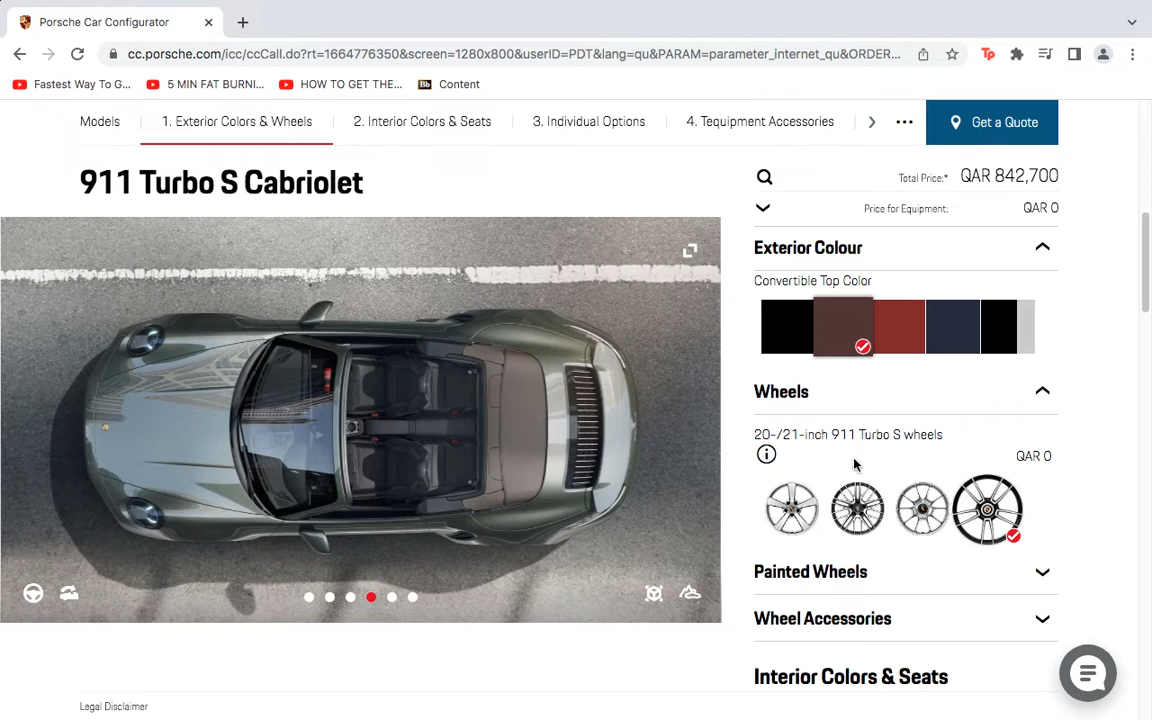 Porsche Car Configurator
cc.porsche.com/icc/ccCall.do?rt=1664776350&screen=1280x800&userID=PDT&lang=qu&PARAM=parameter_internet_qu&ORDER...
Fastest Way To G...
5 MIN FAT BURNI...
HOW TO GET THE...
Bb Content
Models
1. Exterior Colors & Wheels
2. Interior Colors & Seats
3. Individual Options
4. Tequipment Accessories
Get a Quote
911 Turbo S Cabriolet
Total Price:* QAR 842,700
Price for Equipment: QAR 0
Exterior Colour
Convertible Top Color
Wheels
20-/21-inch 911 Turbo S wheels
QAR 0
Painted Wheels
Wheel Accessories
Interior Colors & Seats
Legal Disclaimer